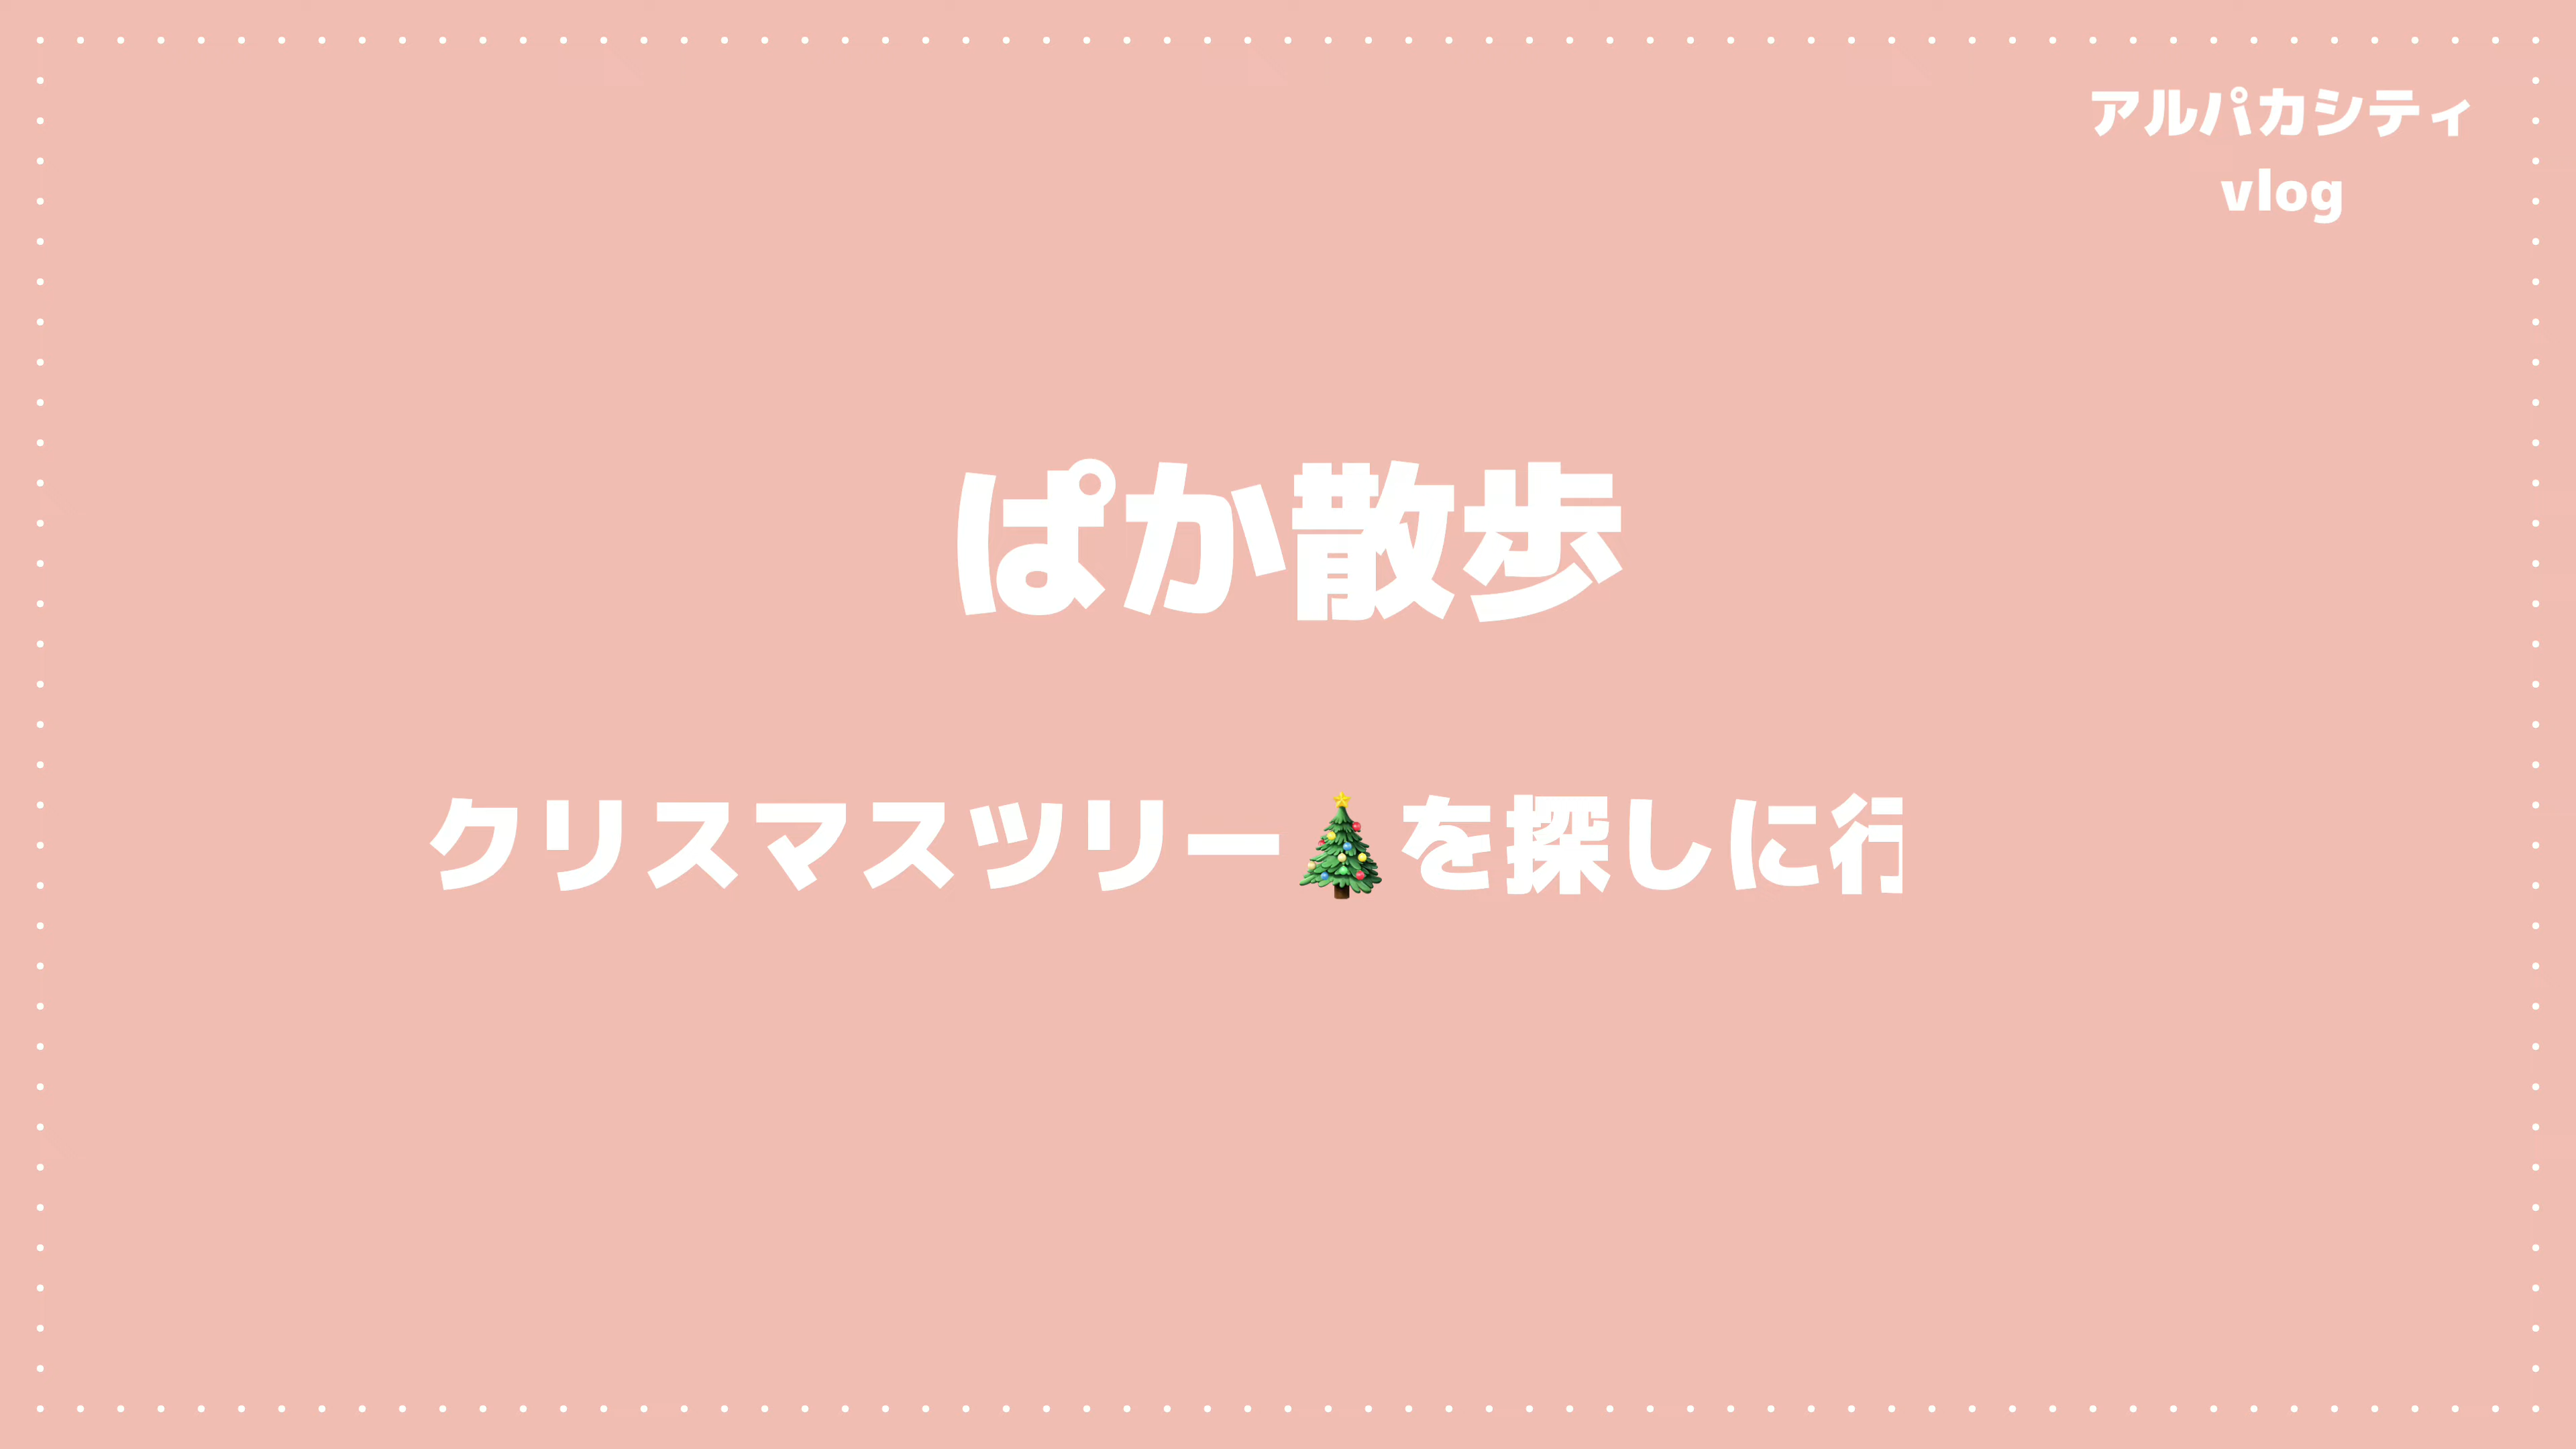 アルパカシティ
vlog
ぱか散歩
クリスマスツリー🎄を探しに行